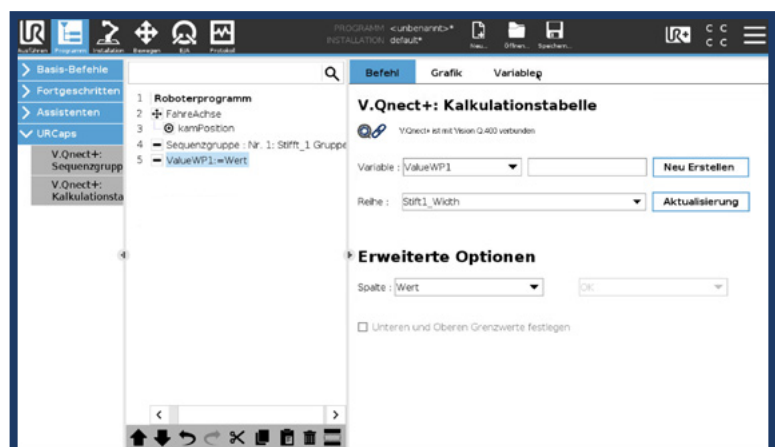 UR
PROGRAMM <unbenannt>*
INSTALLATION default*
Ausführen Programm Installation Bewegen E/A Protokoll
Neu... Öffnen... Speichern...
UR+
C C
C C
Basis-Befehle
Fortgeschritten
Assistenten
URCaps
V.Qnect+:
Sequenzgrupp
V.Qnect+:
Kalkulationsta
1 Roboterprogramm
2 FahreAchse
3 kamPosition
4 Sequenzgruppe : Nr. 1: Stifft_1 Gruppe
5 ValueWP1:=Wert
Befehl Grafik Variablen
V.Qnect+: Kalkulationstabelle
V.Qnect+ ist mit Vision Q.400 verbunden
Variable : ValueWP1 Neu Erstellen
Reihe : Stift1_Width Aktualisierung
Erweiterte Optionen
Spalte : Wert OK
Unteren und Oberen Grenzwerte festlegen